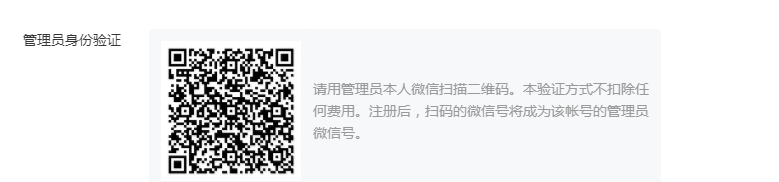 管理员身份验证
请用管理员本人微信扫描二维码。本验证方式不扣除任
何费用。注册后，扫码的微信号将成为该帐号的管理员
微信号。